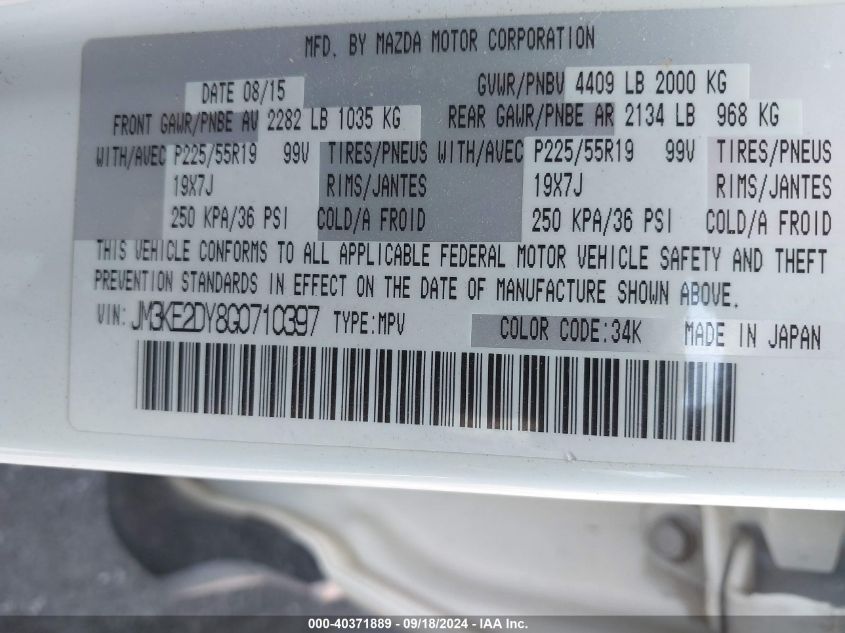 MFD. BY MAZDA MOTOR CORPORATION
DATE 08/15 GVWR/PNBV 4409 LB 2000 KG
FRONT GAWR/PNBE AV 2282 LB 1035 KG REAR GAWR/PNBE AR 2134 LB 968 KG
WITH/AVEC P225/55R19 99V TIRES/PNEUS WITH/AVEC P225/55R19 99V TIRES/PNEUS
19X7J RIMS/JANTES 19X7J RIMS/JANTES
250 KPA/36 PSI COLD/A FROID 250 KPA/36 PSI COLD/A FROID
THIS VEHICLE CONFORMS TO ALL APPLICABLE FEDERAL MOTOR VEHICLE SAFETY AND THEFT
PREVENTION STANDARDS IN EFFECT ON THE DATE OF MANUFACTURE SHOWN ABOVE.
VIN: JM3KE2DY8G0710397 TYPE:MPV COLOR CODE:34K MADE IN JAPAN
000-40371889 - 09/18/2024 - IAA Inc.